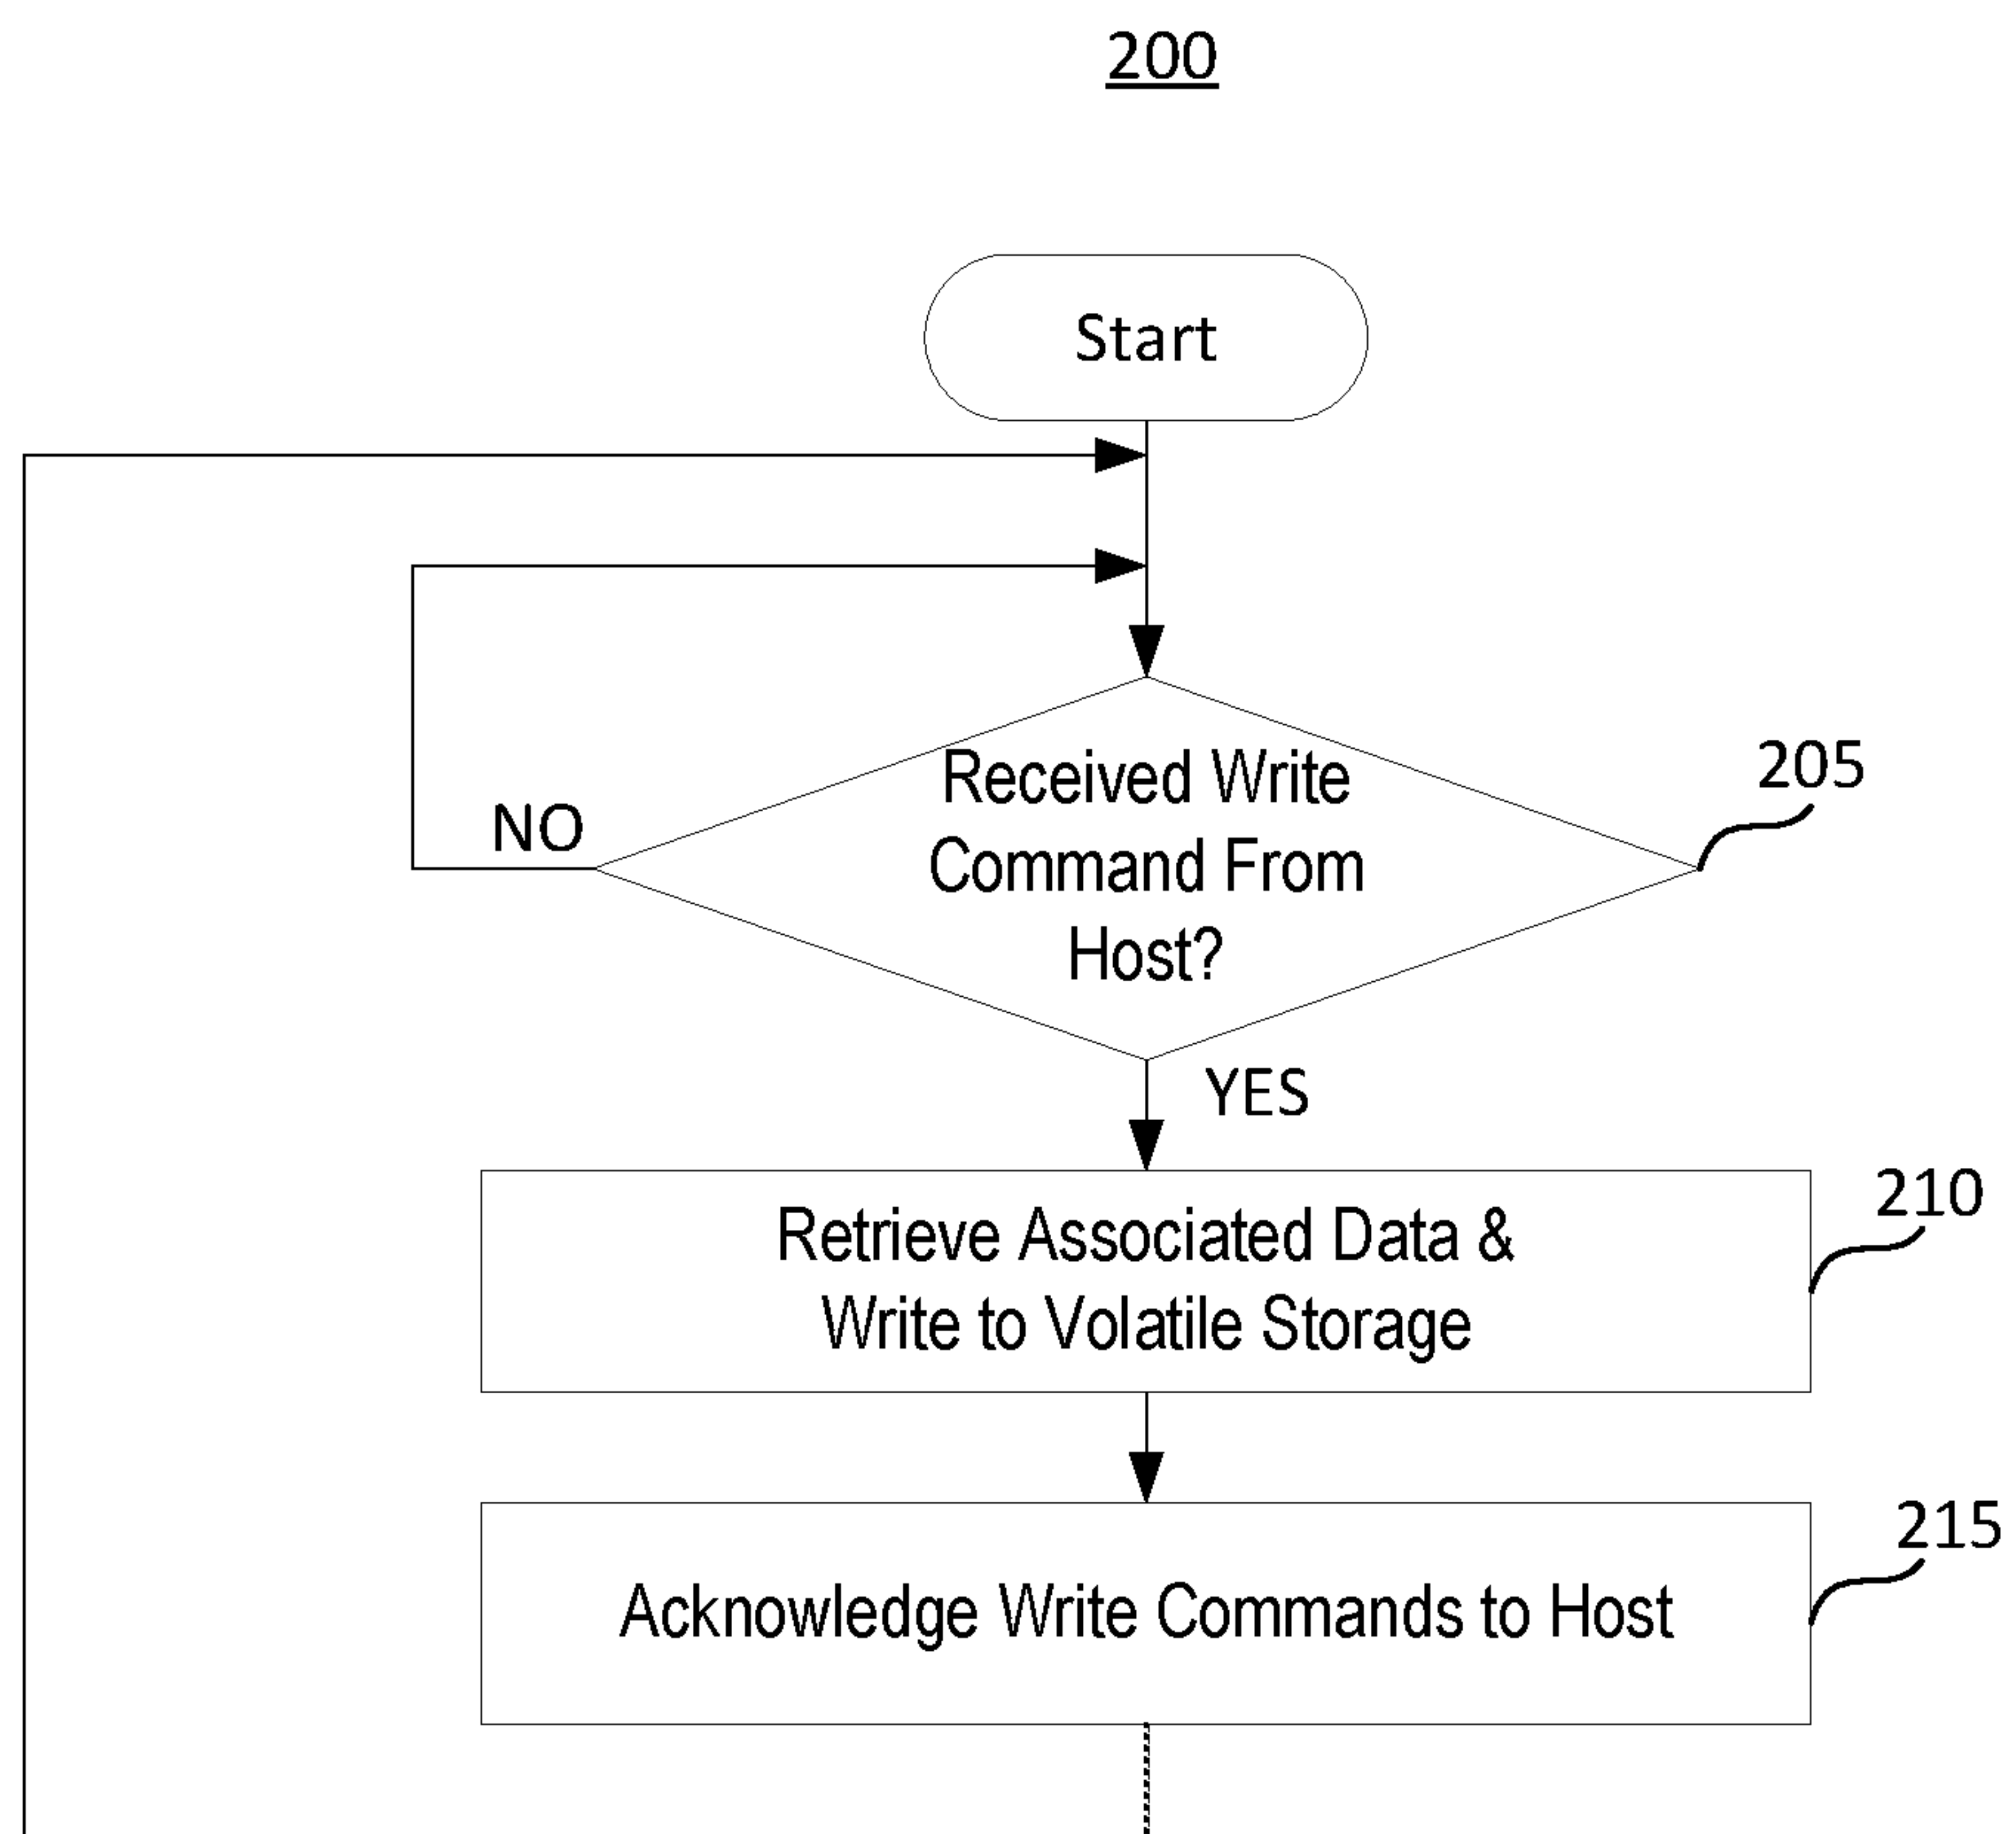 200
Start
Received Write
Command From
Host?
205
NO
YES
Retrieve Associated Data &
Write to Volatile Storage
210
Acknowledge Write Commands to Host
215